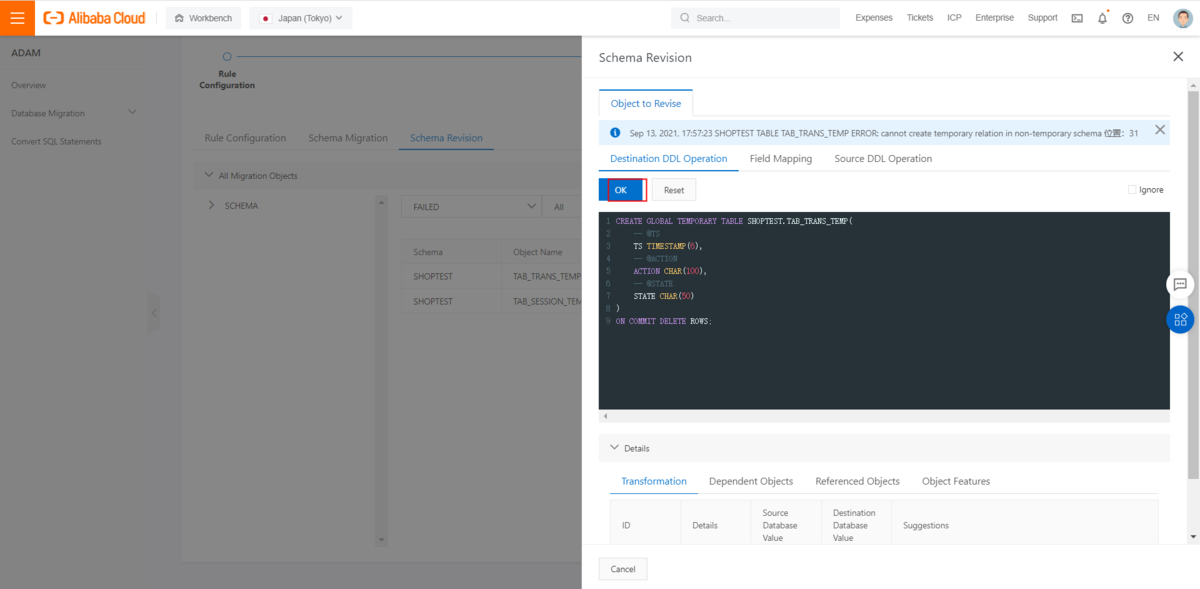 Alibaba Cloud
Workbench
Japan (Tokyo)
Search...
Expenses
Tickets
ICP
Enterprise
Support
EN
ADAM
Overview
Database Migration
Convert SQL Statements
Rule
Configuration
Rule Configuration
Schema Migration
Schema Revision
All Migration Objects
SCHEMA
FAILED
All
Schema
Object Name
SHOPTEST
TAB_TRANS_TEMP
SHOPTEST
TAB_SESSION_TEM
Schema Revision
Object to Revise
Sep 13, 2021, 17:57:23 SHOPTEST TABLE TAB_TRANS_TEMP ERROR: cannot create temporary relation in non-temporary schema 位置：31
Destination DDL Operation
Field Mapping
Source DDL Operation
OK
Reset
Ignore
1 CREATE GLOBAL TEMPORARY TABLE SHOPTEST.TAB_TRANS_TEMP(
2 -- @TS
3 TS TIMESTAMP(6),
4 -- @ACTION
5 ACTION CHAR(100),
6 -- @STATE
7 STATE CHAR(50)
8 )
9 ON COMMIT DELETE ROWS;
Details
Transformation
Dependent Objects
Referenced Objects
Object Features
ID
Details
Source
Database
Value
Destination
Database
Value
Suggestions
Cancel